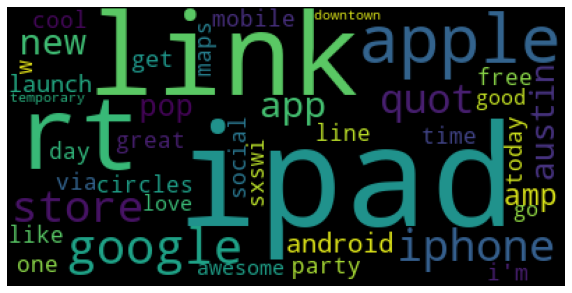 cool mobile downtown
new link apple
w get maps
launch free
temporary pop app quot good austin
rt day great social line time today
via circles sxswi ipad amp
store love go
like google android iphone
one awesome party i'm